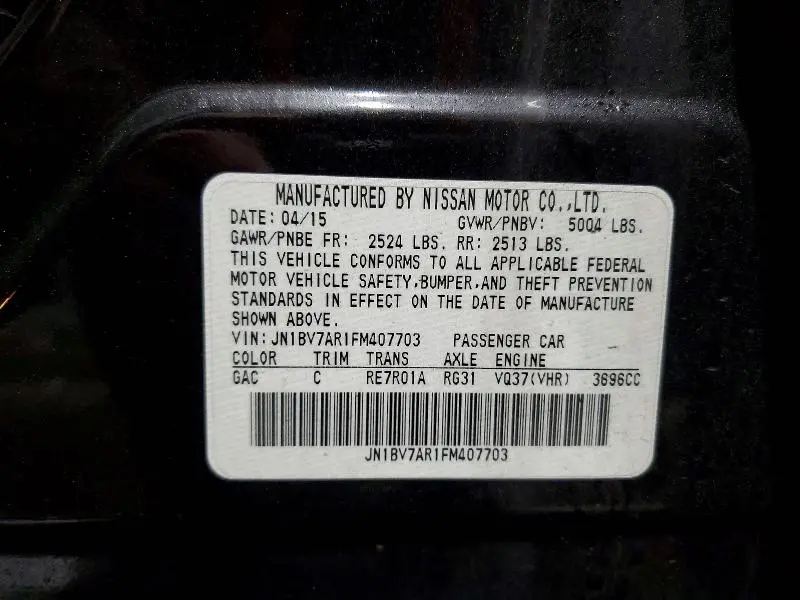 MANUFACTURED BY NISSAN MOTOR CO.,LTD.
DATE: 04/15 GVWR/PNBV: 5004 LBS.
GAWR/PNBE FR: 2524 LBS. RR: 2513 LBS.
THIS VEHICLE CONFORMS TO ALL APPLICABLE FEDERAL
MOTOR VEHICLE SAFETY,BUMPER,AND THEFT PREVENTION
STANDARDS IN EFFECT ON THE DATE OF MANUFACTURE
SHOWN ABOVE.
VIN:JN1BV7AR1FM407703 PASSENGER CAR
COLOR TRIM TRANS AXLE ENGINE
GAC C RE7R01A RG31 VQ37(VHR) 3696CC
JN1BV7AR1FM407703